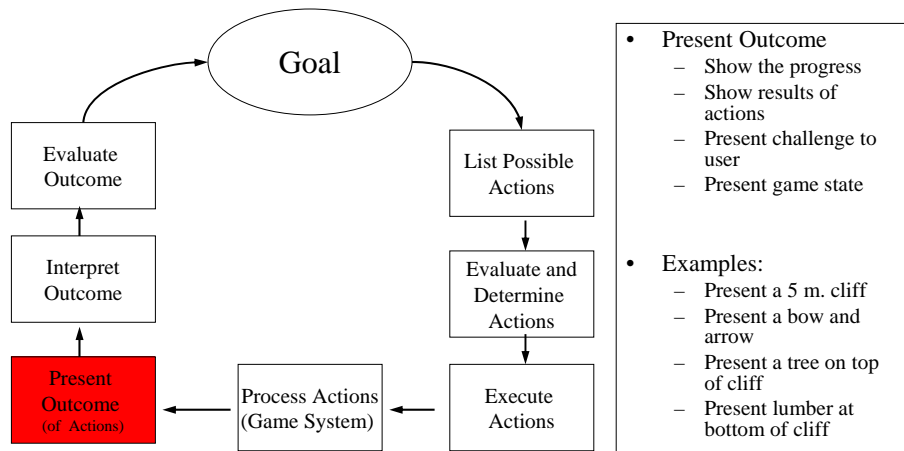 Goal
Evaluate
Outcome
Interpret
Outcome
Present
Outcome
(of Actions)
Process Actions
(Game System)
Execute
Actions
Evaluate and
Determine
Actions
List Possible
Actions
• Present Outcome
– Show the progress
– Show results of
actions
– Present challenge to
user
– Present game state
• Examples:
– Present a 5 m. cliff
– Present a bow and
arrow
– Present a tree on top
of cliff
– Present lumber at
bottom of cliff